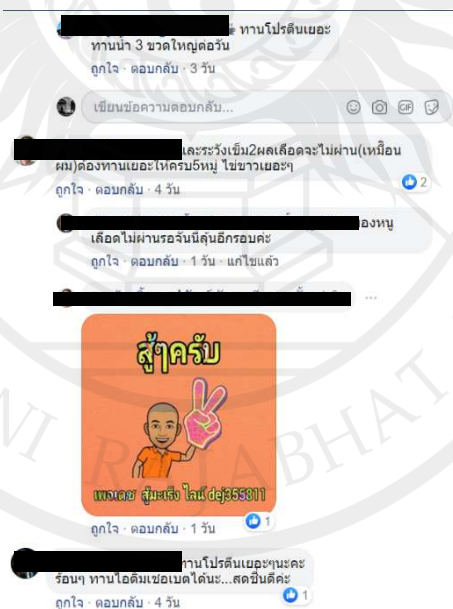 ทานโปรตีนเยอะ
ทานน้ำ 3 ขวดใหญ่ต่อวัน
ถูกใจ · ตอบกลับ · 3 วัน
เขียนข้อความตอบกลับ...
GIF
และระวังเข็ม2ผลเลือดจะไม่ผ่าน(เหมือน
ผม)ต้องทานเยอะให้ครบ5หมู่ ไข่ขาวเยอะๆ
ถูกใจ · ตอบกลับ · 4 วัน
2
ของหนู
เลือดไม่ผ่านรอจันนี้ลุ้นอีกรอบค่ะ
ถูกใจ · ตอบกลับ · 1 วัน · แก้ไขแล้ว
...
สู้ๆครับ
เพจเดช สู้มะเร็ง ไลน์ dej355811
ถูกใจ · ตอบกลับ · 1 วัน
1
ทานโปรตีนเยอะๆนะคะ
ร้อนๆ ทานไอติมเชอเบตได้นะ...สดชื่นดีค่ะ
ถูกใจ · ตอบกลับ · 4 วัน
1
RAJABHAT